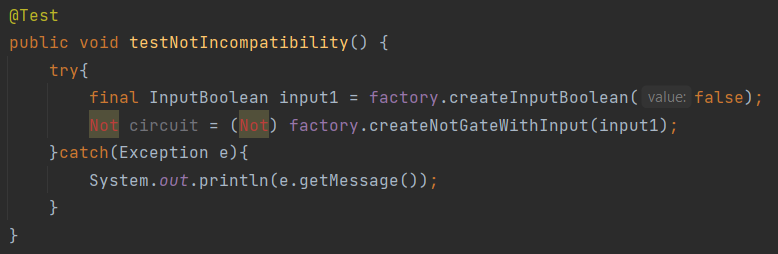 @Test
public void testNotIncompatibility() {
try{
final InputBoolean input1 = factory.createInputBoolean( value: false);
Not circuit = (Not) factory.createNotGateWithInput(input1);
}catch(Exception e){
System.out.println(e.getMessage());
}
}